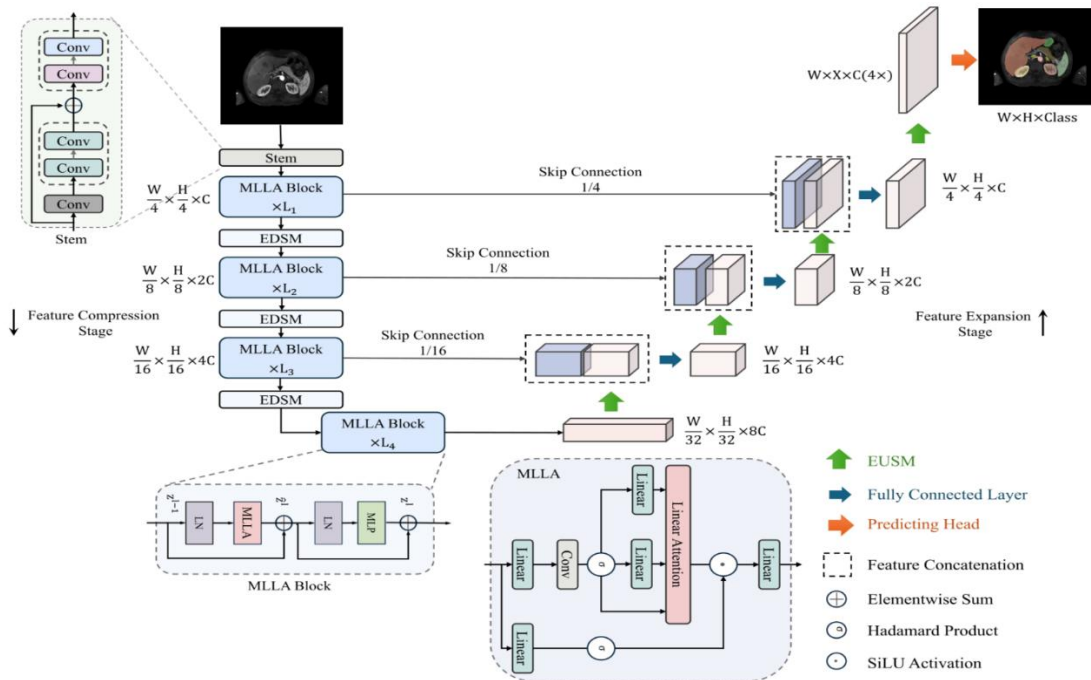 Conv
Conv
Conv
Conv
Conv
Stem
Stem
W/4 × H/4 × C
MLLA Block
×L₁
EDSM
W/8 × H/8 × 2C
MLLA Block
×L₂
EDSM
W/16 × H/16 × 4C
MLLA Block
×L₃
EDSM
MLLA Block
×L₄
↓ Feature Compression
Stage
Skip Connection
1/4
Skip Connection
1/8
Skip Connection
1/16
W×X×C(4×)
W×H×Class
W/4 × H/4 × C
W/8 × H/8 × 2C
Feature Expansion
Stage ↑
W/16 × H/16 × 4C
W/32 × H/32 × 8C
zˡ⁻¹
LN
MLLA
ẑˡ
LN
MLP
zˡ
MLLA Block
MLLA
Linear
Conv
σ
Linear
Linear
Linear Attention
Linear
Linear
σ
EUSM
Fully Connected Layer
Predicting Head
Feature Concatenation
Elementwise Sum
σ Hadamard Product
SiLU Activation